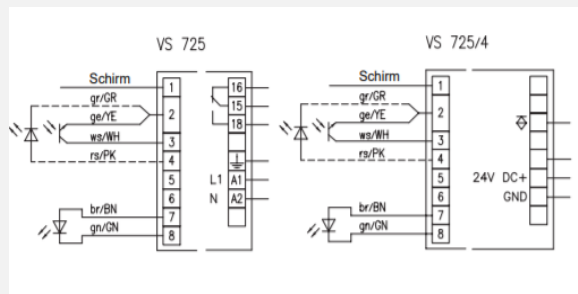 VS 725
Schirm
1
gr/GR
ge/YE
2
ws/WH
3
rs/PK
4
5
6
br/BN
7
gn/GN
8
16
15
18
L1 A1
N A2
VS 725/4
Schirm
1
gr/GR
ge/YE
2
ws/WH
3
rs/PK
4
5
6
br/BN
7
gn/GN
8
24V DC+
GND